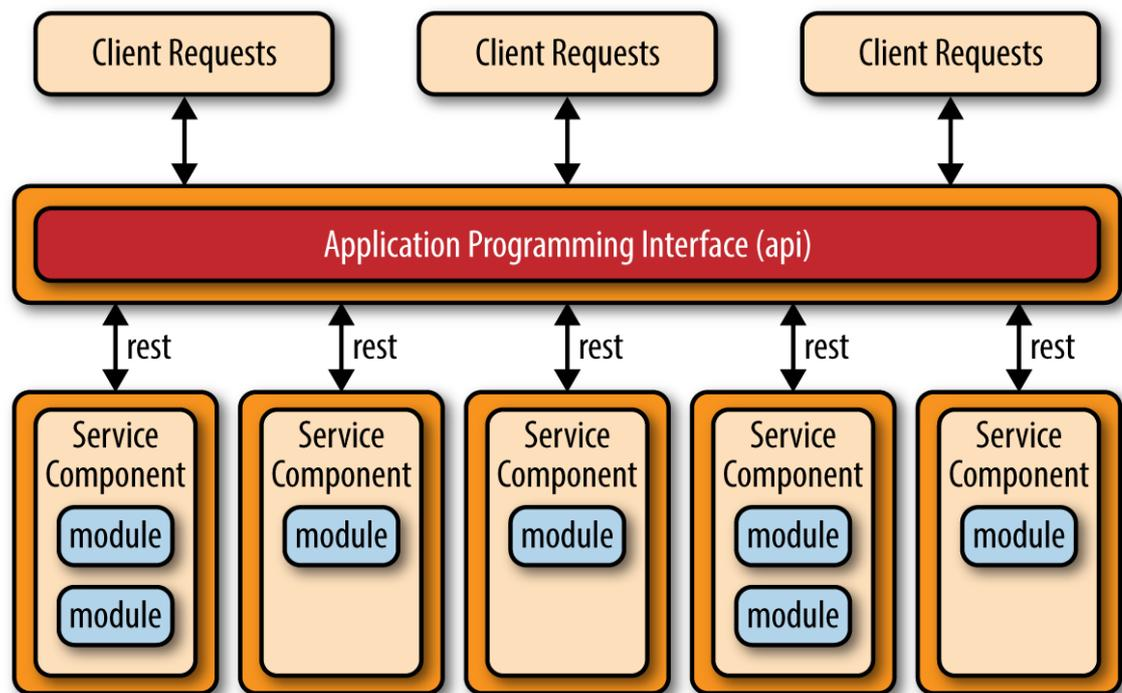 Client Requests
Client Requests
Client Requests
Application Programming Interface (api)
rest
rest
rest
rest
rest
Service
Component
module
module
Service
Component
module
Service
Component
module
Service
Component
module
module
Service
Component
module